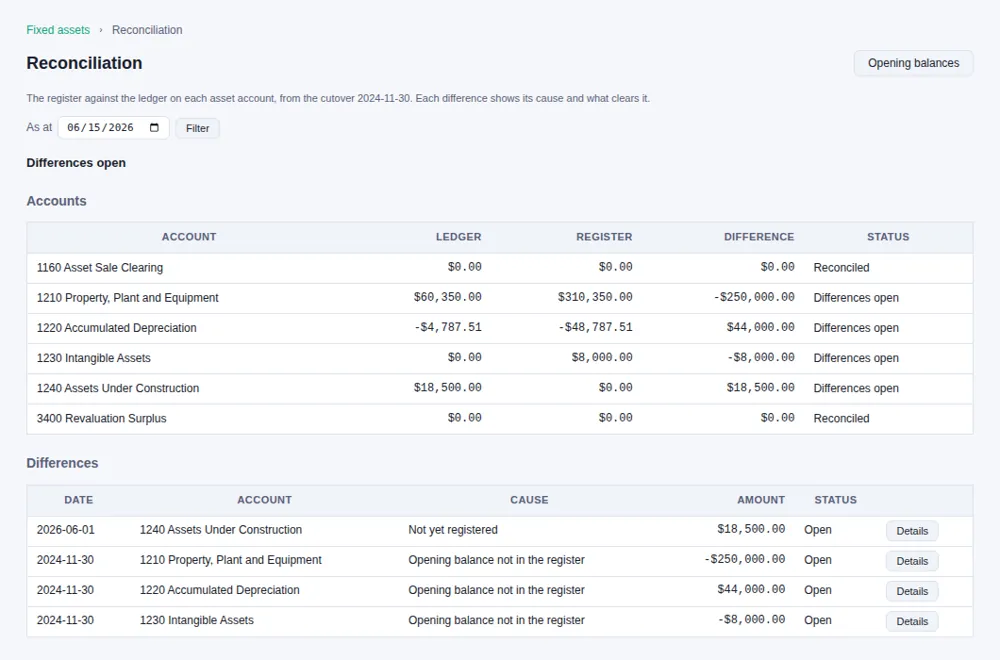 Fixed assets › Reconciliation
Reconciliation
Opening balances
The register against the ledger on each asset account, from the cutover 2024-11-30. Each difference shows its cause and what clears it.
As at 06/15/2026 Filter
Differences open
Accounts
ACCOUNT LEDGER REGISTER DIFFERENCE STATUS
1160 Asset Sale Clearing $0.00 $0.00 $0.00 Reconciled
1210 Property, Plant and Equipment $60,350.00 $310,350.00 -$250,000.00 Differences open
1220 Accumulated Depreciation -$4,787.51 -$48,787.51 $44,000.00 Differences open
1230 Intangible Assets $0.00 $8,000.00 -$8,000.00 Differences open
1240 Assets Under Construction $18,500.00 $0.00 $18,500.00 Differences open
3400 Revaluation Surplus $0.00 $0.00 $0.00 Reconciled
Differences
DATE ACCOUNT CAUSE AMOUNT STATUS
2026-06-01 1240 Assets Under Construction Not yet registered $18,500.00 Open Details
2024-11-30 1210 Property, Plant and Equipment Opening balance not in the register -$250,000.00 Open Details
2024-11-30 1220 Accumulated Depreciation Opening balance not in the register $44,000.00 Open Details
2024-11-30 1230 Intangible Assets Opening balance not in the register -$8,000.00 Open Details